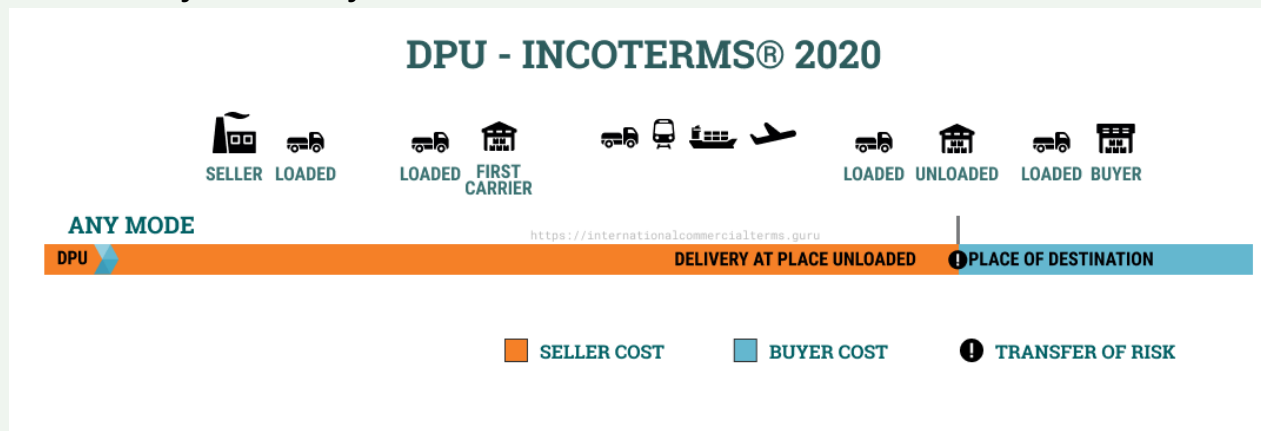 DPU - INCOTERMS® 2020
SELLER LOADED LOADED FIRST CARRIER LOADED UNLOADED LOADED BUYER
ANY MODE
https://internationalcommercialterms.guru
DPU DELIVERY AT PLACE UNLOADED PLACE OF DESTINATION
SELLER COST BUYER COST TRANSFER OF RISK